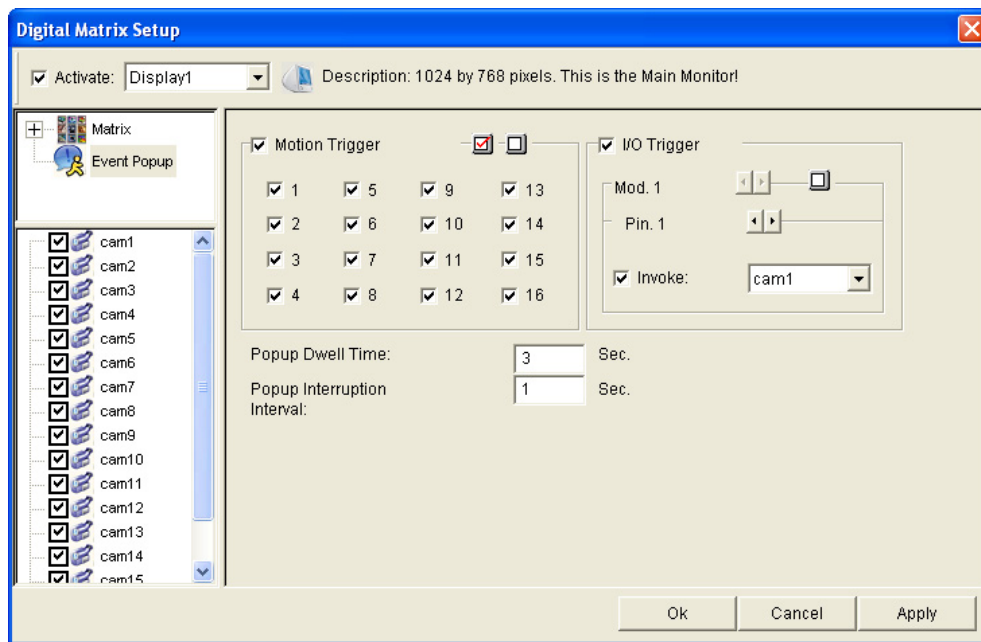 Digital Matrix Setup
Activate: Display1 Description: 1024 by 768 pixels. This is the Main Monitor!
Matrix
Event Popup
cam1
cam2
cam3
cam4
cam5
cam6
cam7
cam8
cam9
cam10
cam11
cam12
cam13
cam14
cam15
Motion Trigger
1 5 9 13
2 6 10 14
3 7 11 15
4 8 12 16
I/O Trigger
Mod. 1
Pin. 1
Invoke: cam1
Popup Dwell Time: 3 Sec.
Popup Interruption
Interval: 1 Sec.
Ok Cancel Apply